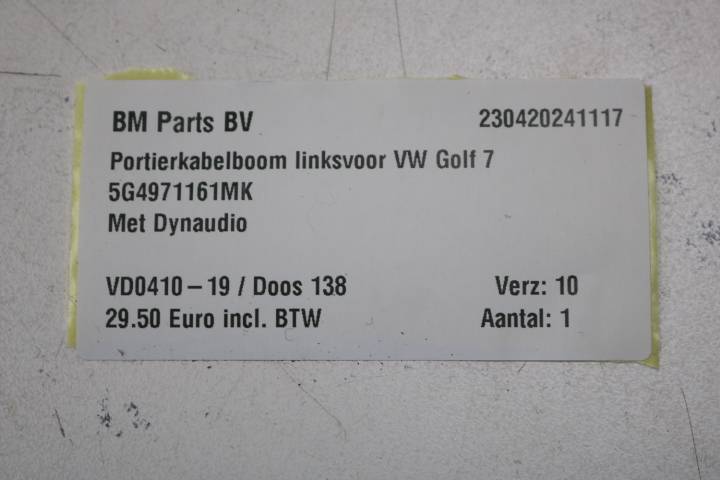 BM Parts BV 230420241117
Portierkabelboom linksvoor VW Golf 7
5G4971161MK
Met Dynaudio
VD0410 - 19 / Doos 138 Verz: 10
29.50 Euro incl. BTW Aantal: 1